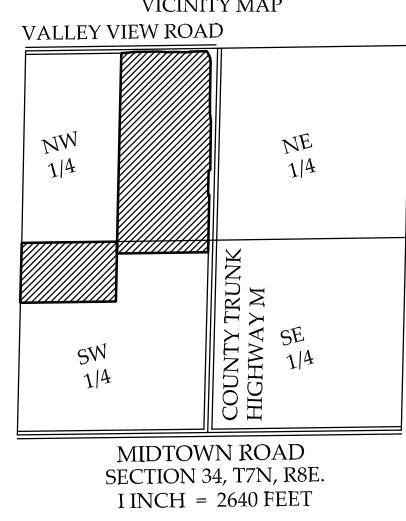 VICINITY MAP
VALLEY VIEW ROAD
NW
1/4
NE
1/4
SW
1/4
COUNTY TRUNK
HIGHWAY M
SE
1/4
MIDTOWN ROAD
SECTION 34, T7N, R8E.
1 INCH = 2640 FEET